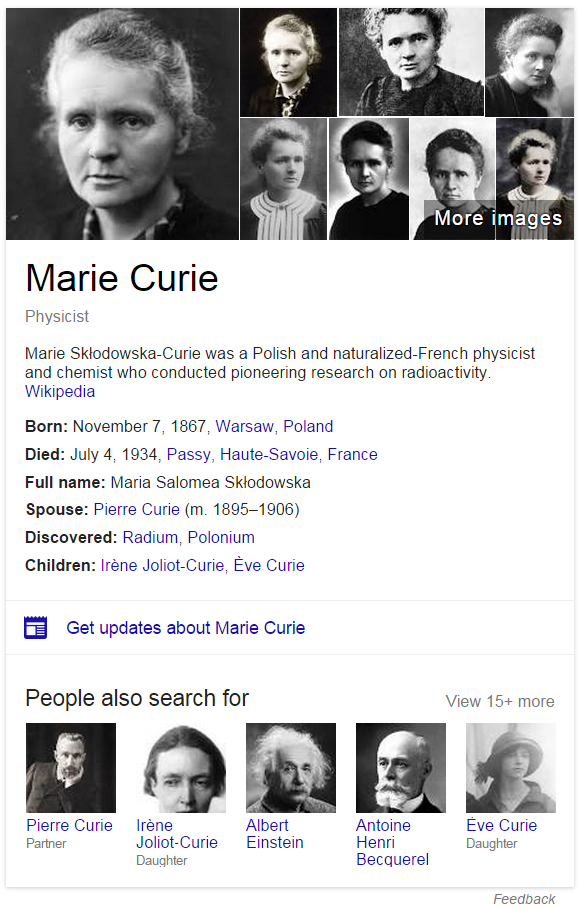 More images
Marie Curie
Physicist
Marie Skłodowska-Curie was a Polish and naturalized-French physicist
and chemist who conducted pioneering research on radioactivity.
Wikipedia
Born: November 7, 1867, Warsaw, Poland
Died: July 4, 1934, Passy, Haute-Savoie, France
Full name: Maria Salomea Skłodowska
Spouse: Pierre Curie (m. 1895–1906)
Discovered: Radium, Polonium
Children: Irène Joliot-Curie, Ève Curie
Get updates about Marie Curie
People also search for
View 15+ more
Pierre Curie
Partner
Irène
Joliot-Curie
Daughter
Albert
Einstein
Antoine
Henri
Becquerel
Ève Curie
Daughter
Feedback